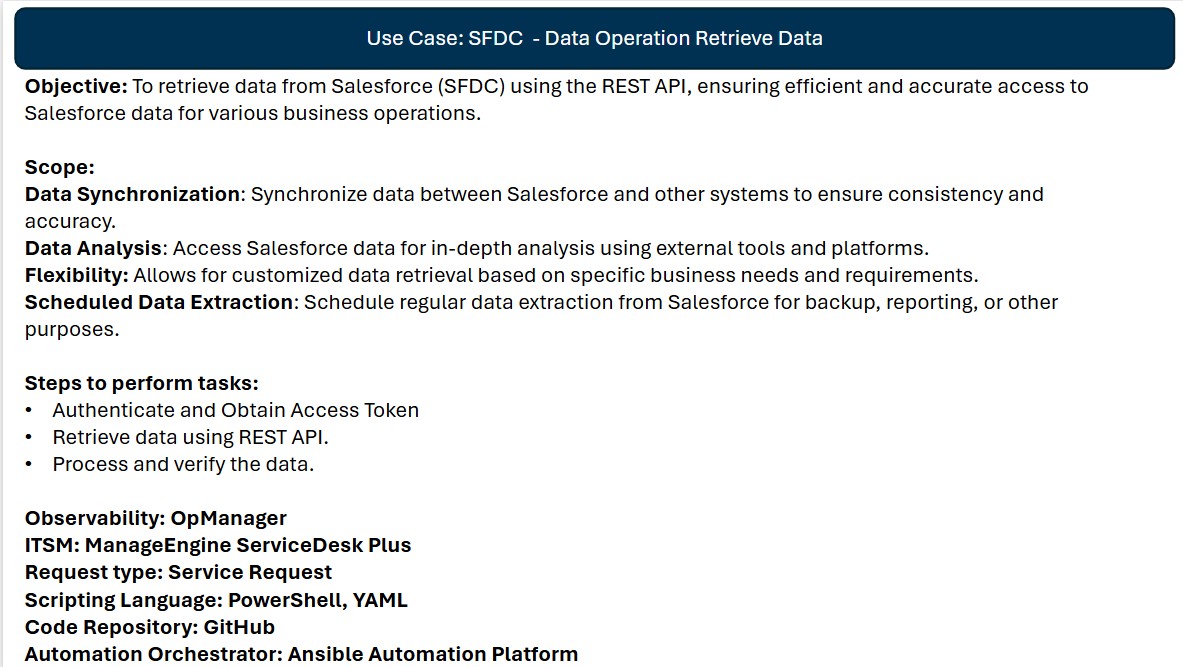 Use Case: SFDC  - Data Operation Retrieve Data
Objective: To retrieve data from Salesforce (SFDC) using the REST API, ensuring efficient and accurate access to
Salesforce data for various business operations.
Scope:
Data Synchronization: Synchronize data between Salesforce and other systems to ensure consistency and
accuracy.
Data Analysis: Access Salesforce data for in-depth analysis using external tools and platforms.
Flexibility: Allows for customized data retrieval based on specific business needs and requirements.
Scheduled Data Extraction: Schedule regular data extraction from Salesforce for backup, reporting, or other
purposes.
Steps to perform tasks:
• Authenticate and Obtain Access Token
• Retrieve data using REST API.
• Process and verify the data.
Observability: OpManager
ITSM: ManageEngine ServiceDesk Plus
Request type: Service Request
Scripting Language: PowerShell, YAML
Code Repository: GitHub
Automation Orchestrator: Ansible Automation Platform